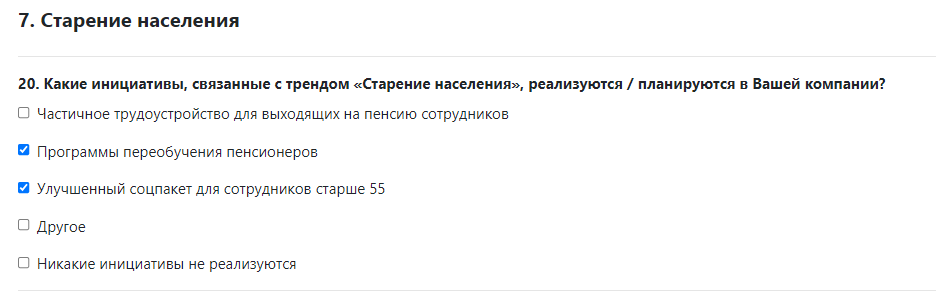 7. Старение населения
20. Какие инициативы, связанные с трендом «Старение населения», реализуются / планируются в Вашей компании?
Частичное трудоустройство для выходящих на пенсию сотрудников
Программы переобучения пенсионеров
Улучшенный соцпакет для сотрудников старше 55
Другое
Никакие инициативы не реализуются